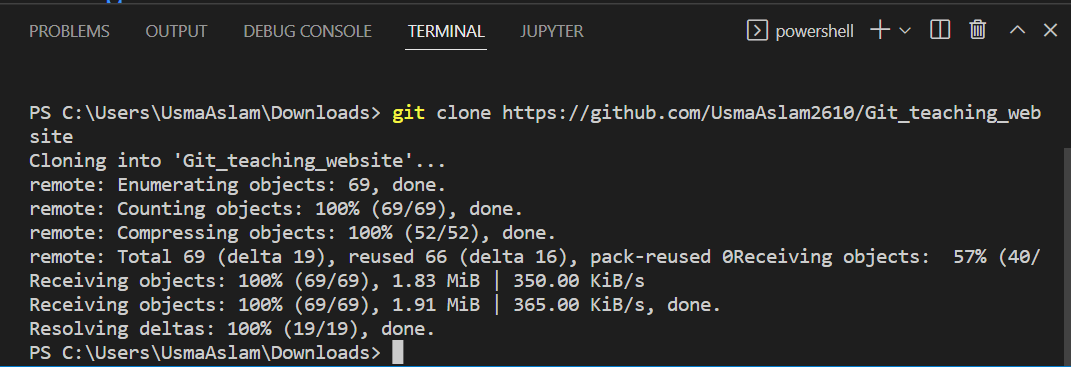 PROBLEMS OUTPUT DEBUG CONSOLE TERMINAL JUPYTER powershell
PS C:\Users\UsmaAslam\Downloads> git clone https://github.com/UsmaAslam2610/Git_teaching_web
site
Cloning into 'Git_teaching_website'...
remote: Enumerating objects: 69, done.
remote: Counting objects: 100% (69/69), done.
remote: Compressing objects: 100% (52/52), done.
remote: Total 69 (delta 19), reused 66 (delta 16), pack-reused 0Receiving objects:  57% (40/
Receiving objects: 100% (69/69), 1.83 MiB | 350.00 KiB/s
Receiving objects: 100% (69/69), 1.91 MiB | 365.00 KiB/s, done.
Resolving deltas: 100% (19/19), done.
PS C:\Users\UsmaAslam\Downloads>